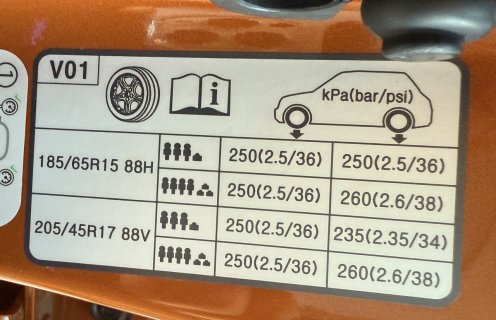 V01
i
kPa(bar/psi)
185/65R15 88H
250(2.5/36) 250(2.5/36)
250(2.5/36) 260(2.6/38)
205/45R17 88V
250(2.5/36) 235(2.35/34)
250(2.5/36) 260(2.6/38)